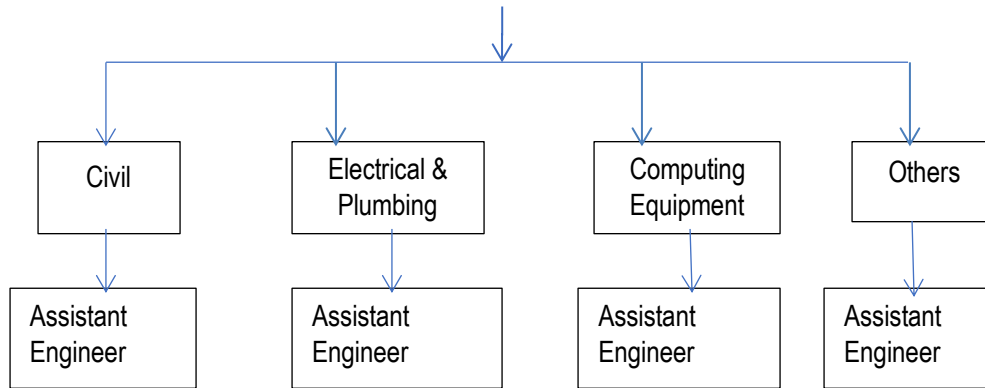 Civil
Electrical &
Plumbing
Computing
Equipment
Others
Assistant
Engineer
Assistant
Engineer
Assistant
Engineer
Assistant
Engineer